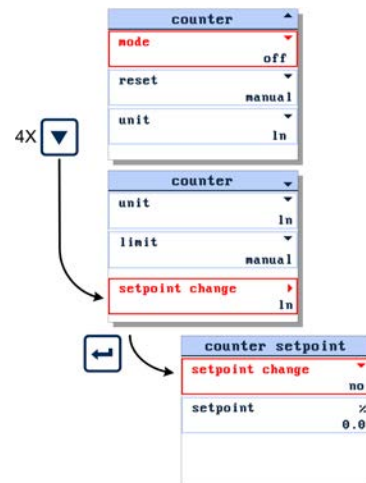 counter
mode
off
reset
manual
unit
ln
4X
counter
unit
ln
limit
manual
setpoint change
ln
counter setpoint
setpoint change
no
setpoint %
0.0